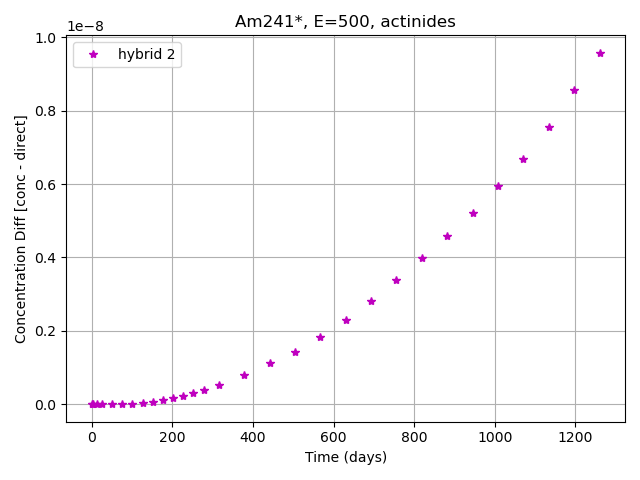 Am241*, E=500, actinides
1e−8
hybrid 2
1.0
0.8
0.6
0.4
0.2
0.0
Concentration Diff [conc - direct]
0 200 400 600 800 1000 1200
Time (days)